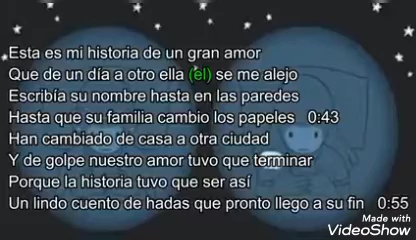 Esta es mi historia de un gran amor
Que de un día a otro ella (el) se me alejo
Escribía su nombre hasta en las paredes
Hasta que su familia cambio los papeles 0:43
Han cambiado de casa a otra ciudad
Y de golpe nuestro amor tuvo que terminar
Porque la historia tuvo que ser así
Un lindo cuento de hadas que pronto llego a su fin 0:55
Made with
VideoShow